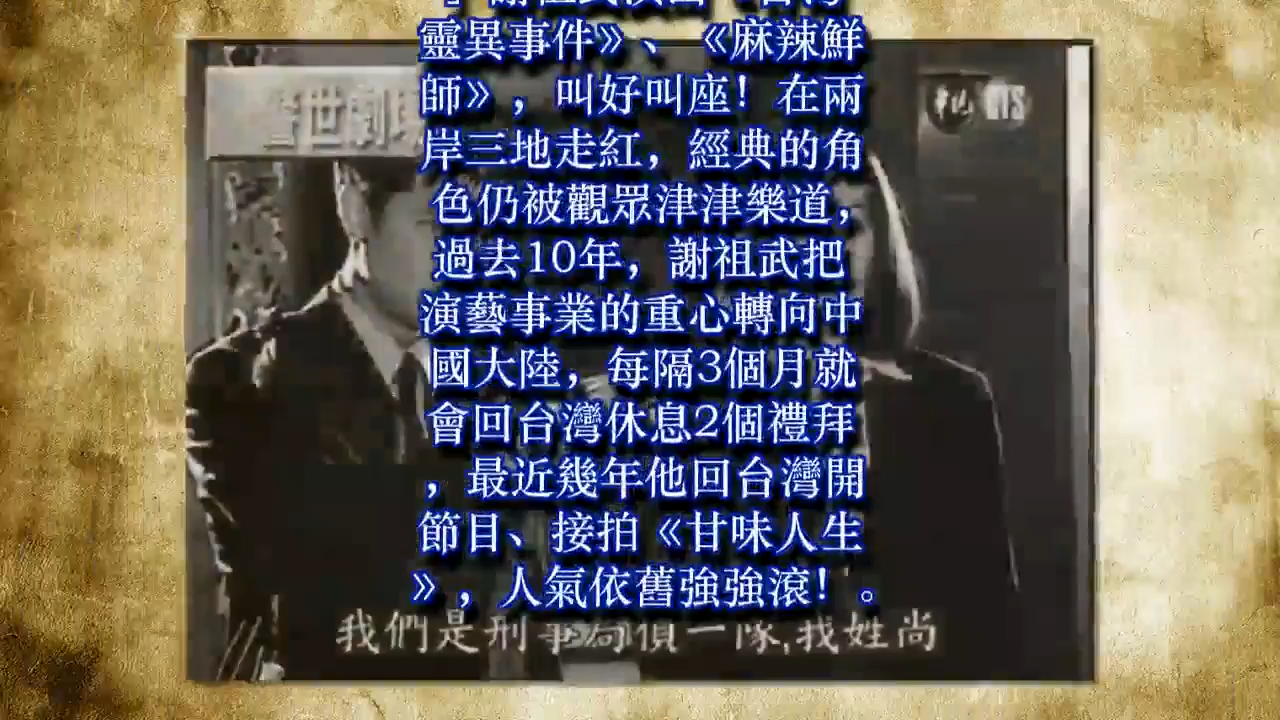 靈異事件》、《麻辣鮮
師》，叫好叫座！在兩
岸三地走紅，經典的角
色仍被觀眾津津樂道，
過去10年，謝祖武把
演藝事業的重心轉向中
國大陸，每隔3個月就
會回台灣休息2個禮拜
，最近幾年他回台灣開
節目、接拍《甘味人生
》，人氣依舊強強滾！。
警世劇場
CTS
我們是刑事局偵一隊,我姓尚